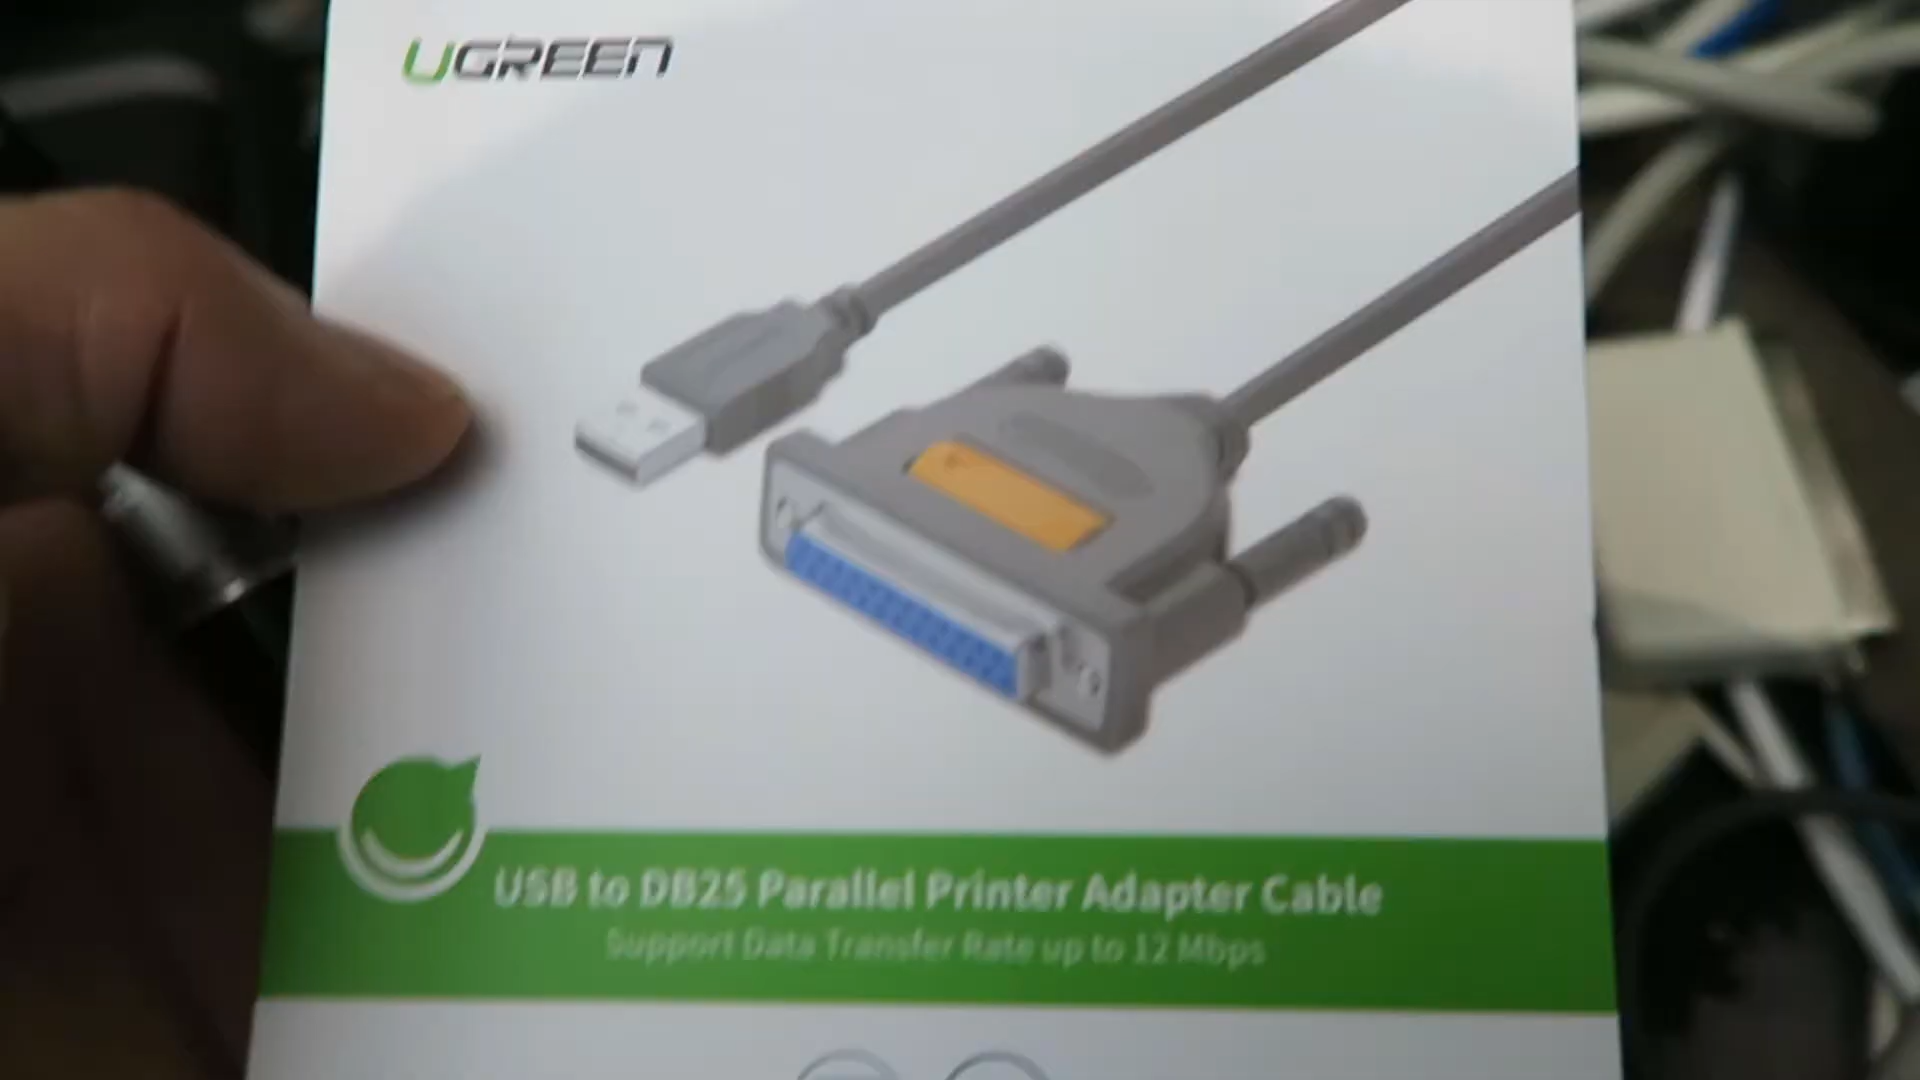 UGREEN
USB to DB25 Parallel Printer Adapter Cable
Support Data Transfer Rate up to 12 Mbps